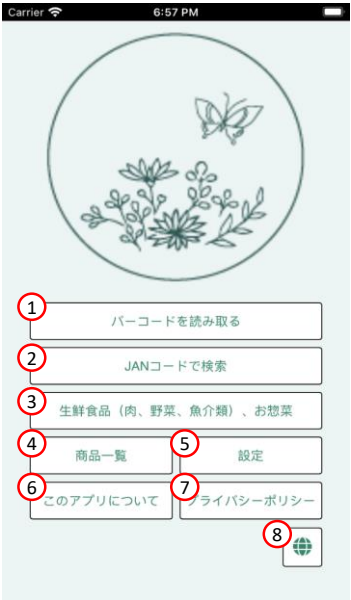 Carrier 6:57 PM
1
バーコードを読み取る
2
JANコードで検索
3
生鮮食品（肉、野菜、魚介類）、お惣菜
4
商品一覧
5
設定
6
このアプリについて
7
プライバシーポリシー
8